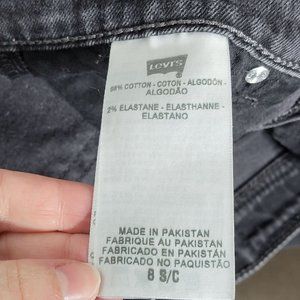 Levi's
98% COTTON - COTON - ALGODÓN -
ALGODÃO
2% ELASTANE - ÉLASTHANNE -
ELASTANO
MADE IN PAKISTAN
FABRIQUE AU PAKISTAN
FABRICADO EN PAKISTÁN
FABRICADO NO PAQUISTÃO
8 S/C